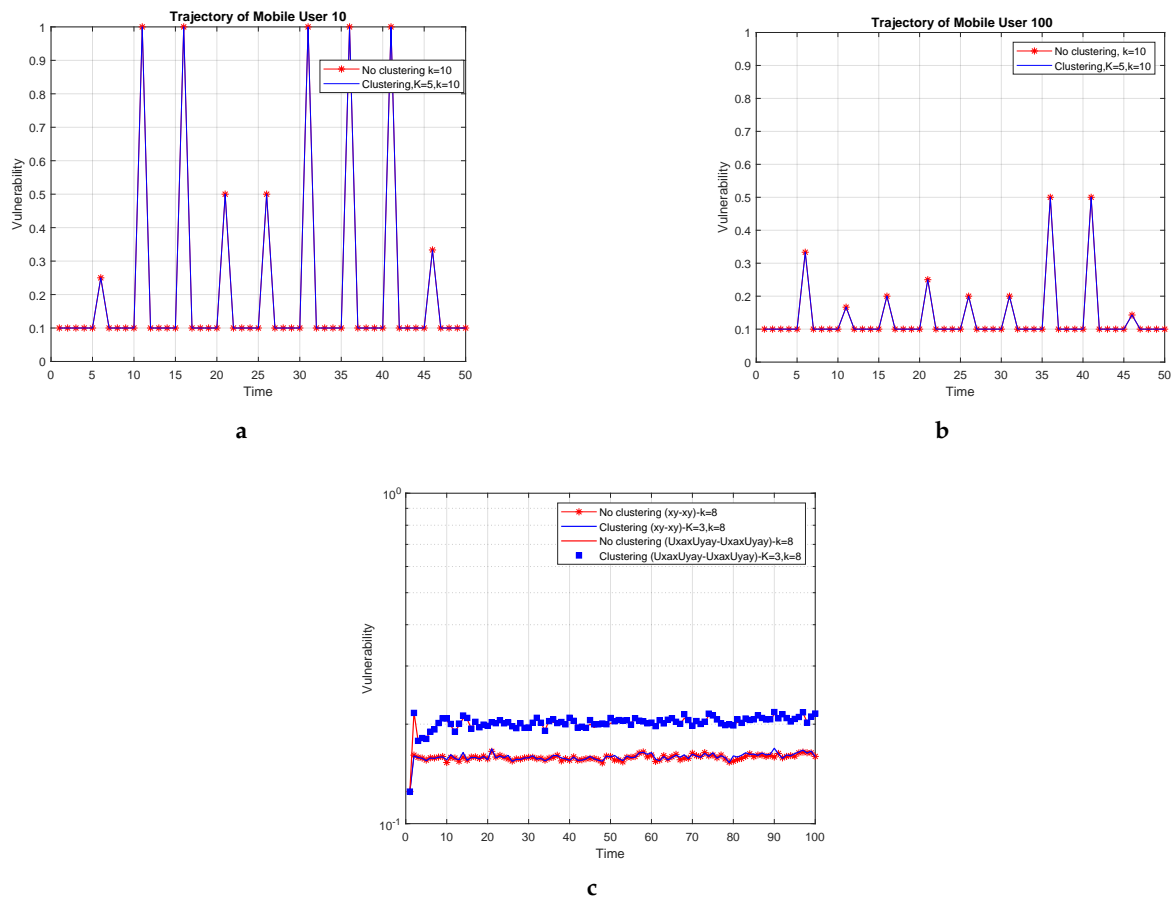 Trajectory of Mobile User 10
1
0.9
0.8
0.7
0.6
0.5
0.4
0.3
0.2
0.1
0
Vulnerability
No clustering k=10
Clustering,K=5,k=10
0 5 10 15 20 25 30 35 40 45 50
Time
a
Trajectory of Mobile User 100
1
0.9
0.8
0.7
0.6
0.5
0.4
0.3
0.2
0.1
0
Vulnerability
No clustering, k=10
Clustering,K=5,k=10
0 5 10 15 20 25 30 35 40 45 50
Time
b
10^0
10^-1
Vulnerability
No clustering (xy-xy)-k=8
Clustering (xy-xy)-K=3,k=8
No clustering (UxaxUyay-UxaxUyay)-k=8
Clustering (UxaxUyay-UxaxUyay)-K=3,k=8
0 10 20 30 40 50 60 70 80 90 100
Time
c